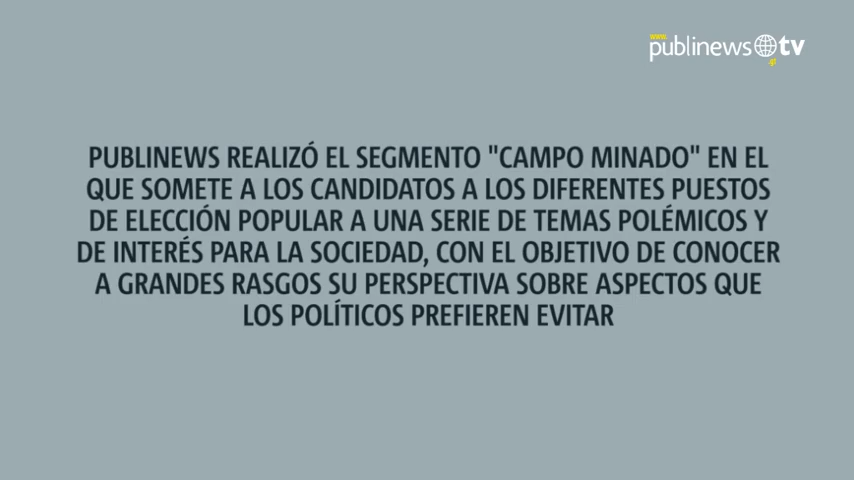 www.
publinews tv
gt
PUBLINEWS REALIZÓ EL SEGMENTO "CAMPO MINADO" EN EL
QUE SOMETE A LOS CANDIDATOS A LOS DIFERENTES PUESTOS
DE ELECCIÓN POPULAR A UNA SERIE DE TEMAS POLÉMICOS Y
DE INTERÉS PARA LA SOCIEDAD, CON EL OBJETIVO DE CONOCER
A GRANDES RASGOS SU PERSPECTIVA SOBRE ASPECTOS QUE
LOS POLÍTICOS PREFIEREN EVITAR